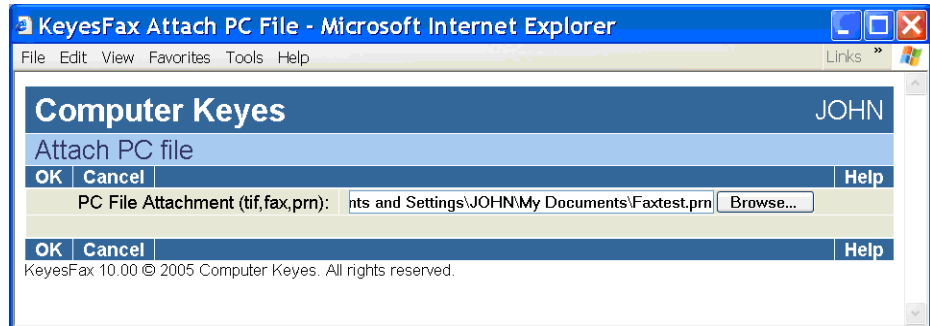 KeyesFax Attach PC File - Microsoft Internet Explorer
File Edit View Favorites Tools Help Links »
Computer Keyes JOHN
Attach PC file
OK | Cancel | Help
PC File Attachment (tif,fax,prn): nts and Settings\JOHN\My Documents\Faxtest.prn Browse...
OK | Cancel | Help
KeyesFax 10.00 © 2005 Computer Keyes. All rights reserved.